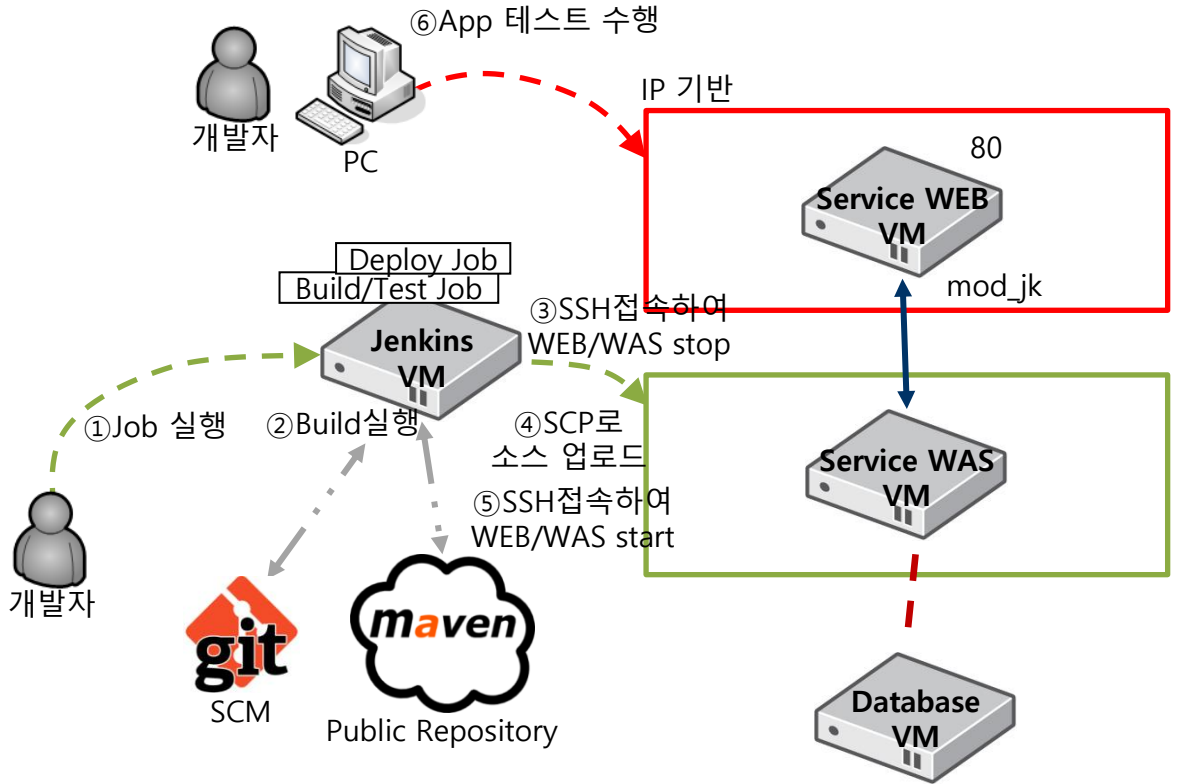 ⑥App 테스트 수행
개발자
PC
IP 기반
80
Service WEB
VM
mod_jk
Deploy Job
Build/Test Job
Jenkins
VM
③SSH접속하여
WEB/WAS stop
①Job 실행
②Build실행
④SCP로
소스 업로드
Service WAS
VM
⑤SSH접속하여
WEB/WAS start
개발자
git
SCM
maven
Public Repository
Database
VM